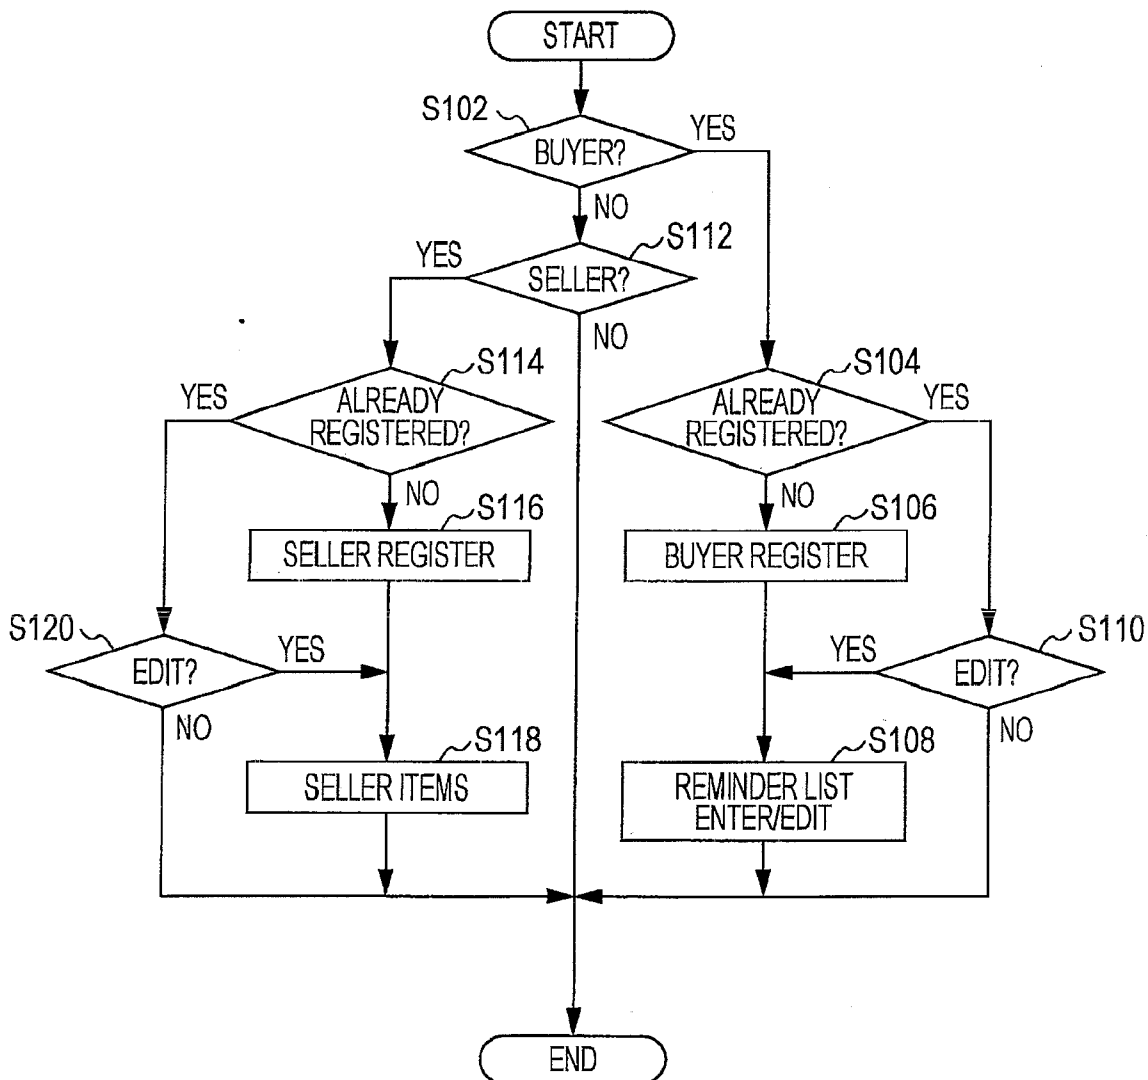 START
S102
BUYER?
YES
NO
S112
YES
SELLER?
NO
S114
S104
YES
ALREADY
REGISTERED?
ALREADY
REGISTERED?
YES
NO
NO
S116
S106
SELLER REGISTER
BUYER REGISTER
S120
EDIT?
YES
YES
EDIT?
S110
NO
NO
S118
S108
SELLER ITEMS
REMINDER LIST
ENTER/EDIT
END